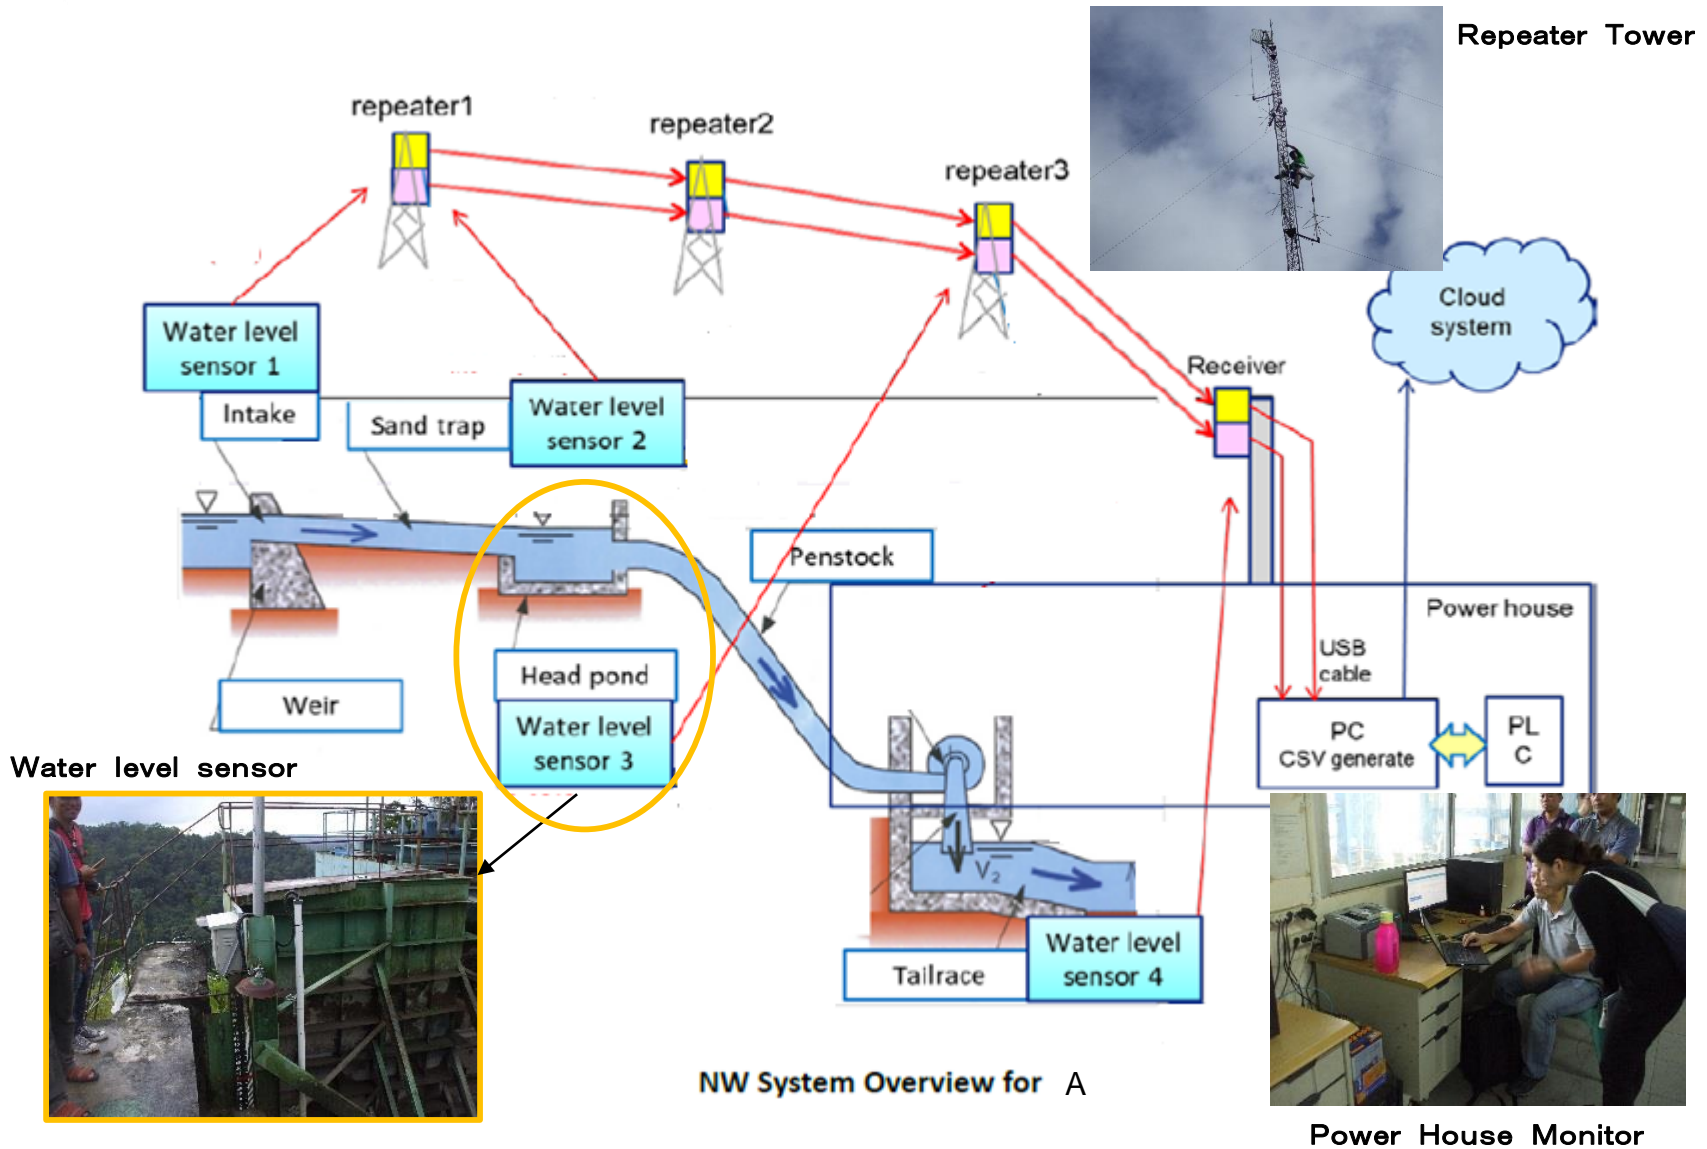 Repeater Tower
repeater1
repeater2
repeater3
Cloud
system
Water level
sensor 1
Receiver
Intake
Sand trap
Water level
sensor 2
Penstock
Power house
USB
cable
Head pond
Weir
Water level
sensor 3
PC
CSV generate
PL
C
Water level sensor
V2
Tailrace
Water level
sensor 4
NW System Overview for A
Power House Monitor